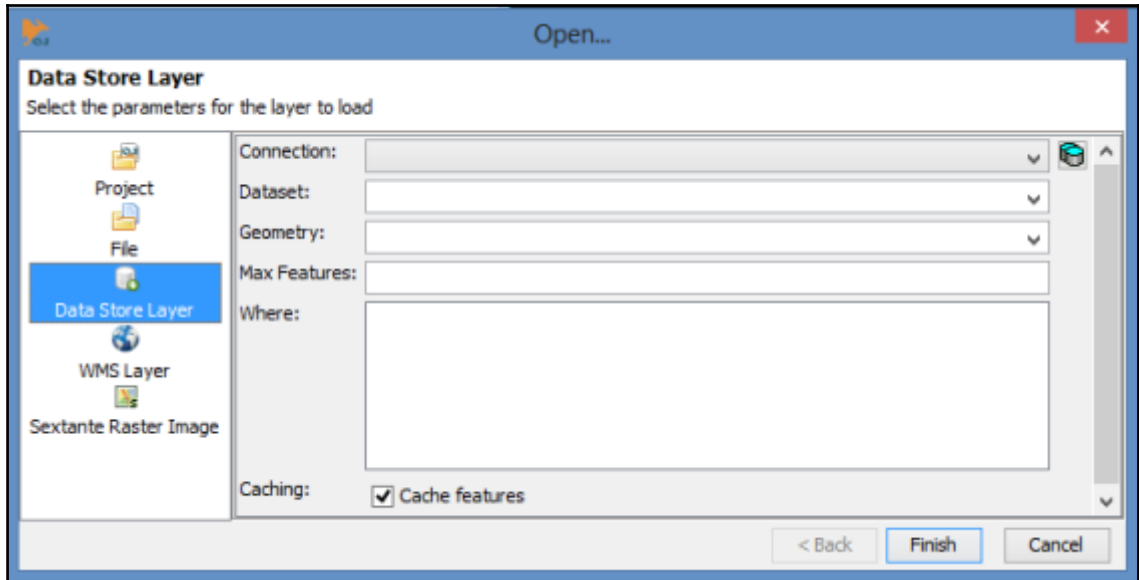 Open...
Data Store Layer
Select the parameters for the layer to load
Project
File
Data Store Layer
WMS Layer
Sextante Raster Image
Connection:
Dataset:
Geometry:
Max Features:
Where:
Caching:
Cache features
< Back
Finish
Cancel